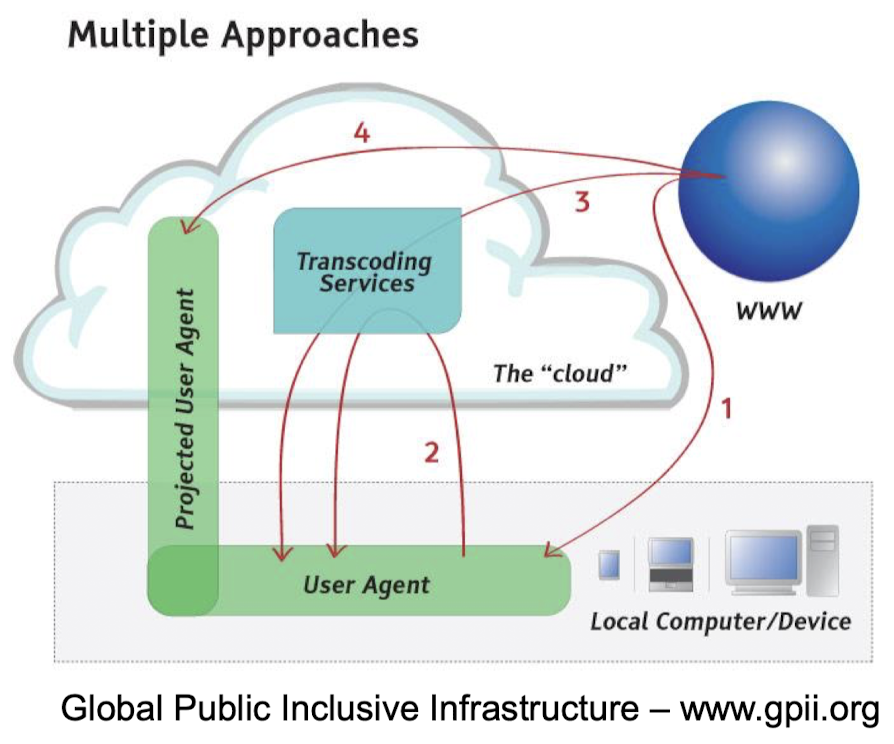 Multiple Approaches
4
3
Transcoding
Services
WWW
The “cloud”
1
2
Projected User Agent
User Agent
Local Computer/Device
Global Public Inclusive Infrastructure – www.gpii.org